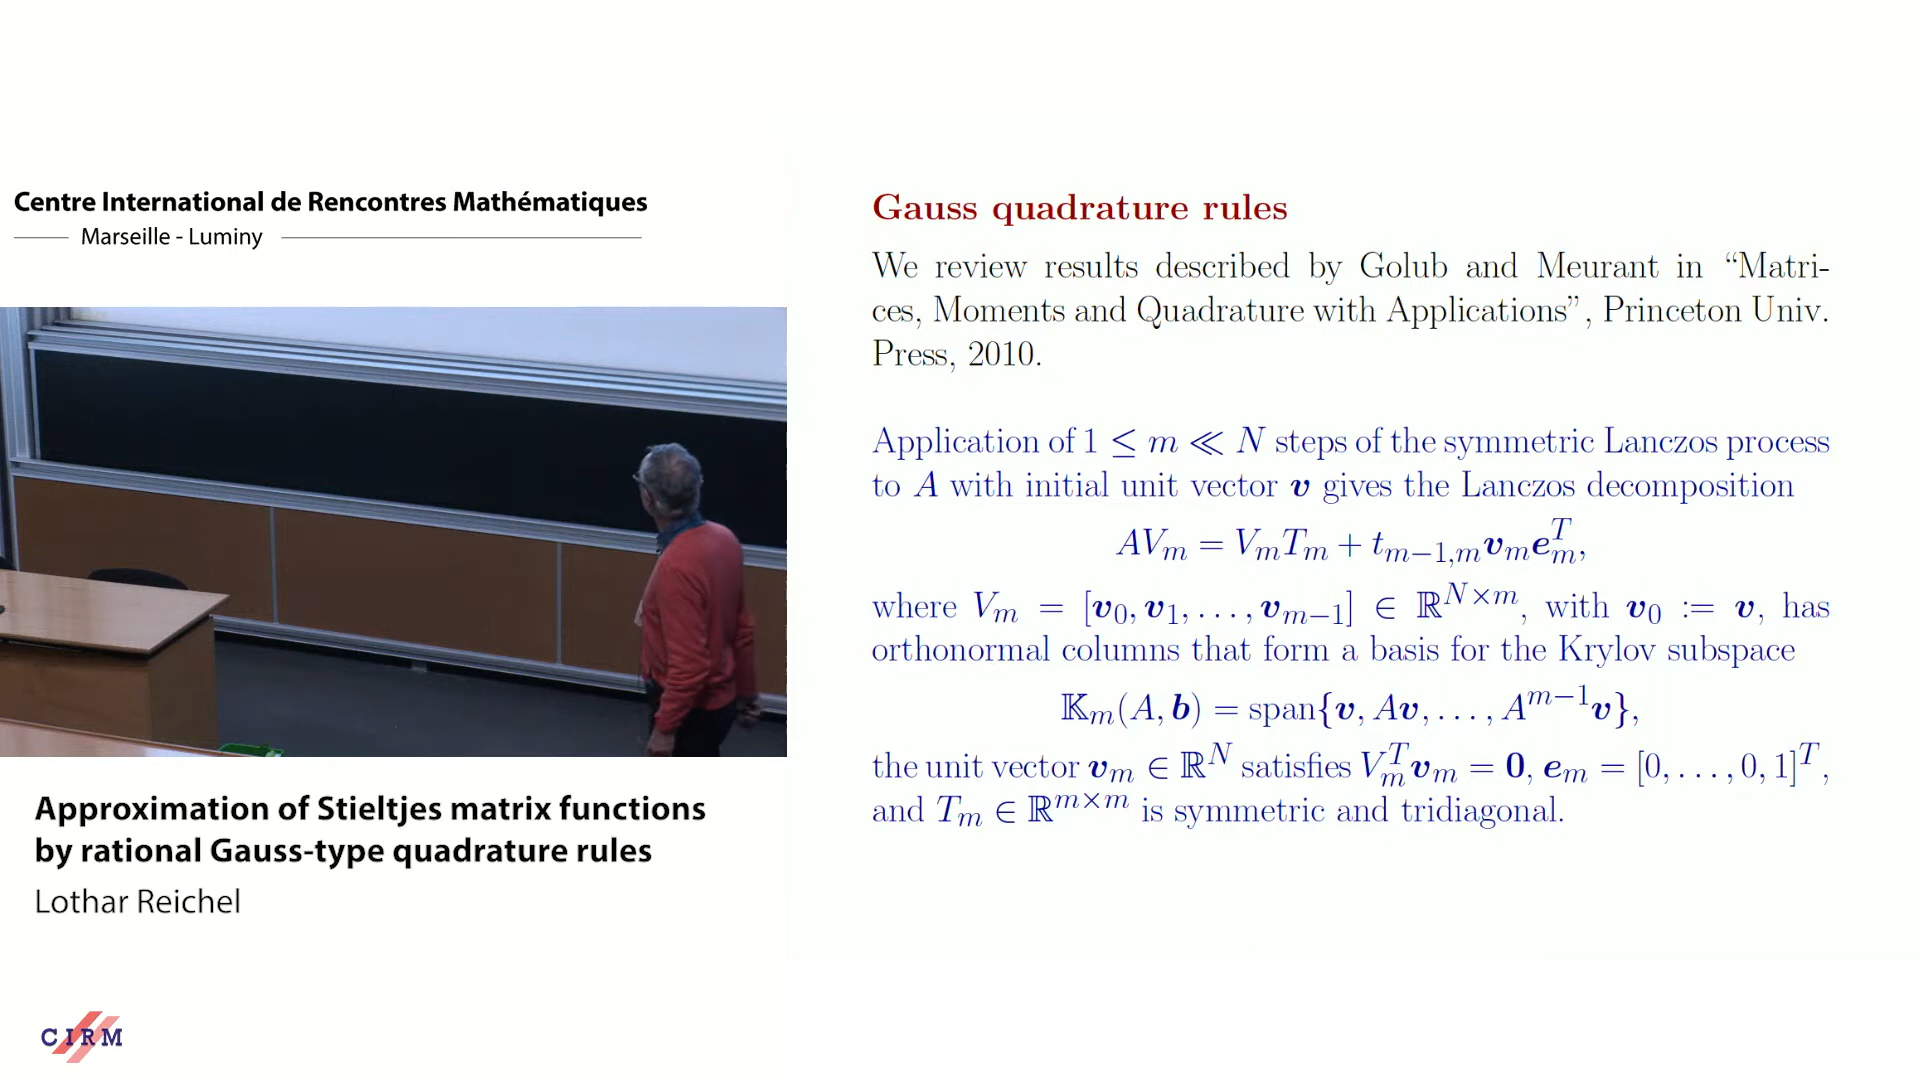 Centre International de Rencontres Mathématiques
Marseille - Luminy
Approximation of Stieltjes matrix functions
by rational Gauss-type quadrature rules
Lothar Reichel
CIRM
Gauss quadrature rules
We review results described by Golub and Meurant in “Matri-
ces, Moments and Quadrature with Applications”, Princeton Univ.
Press, 2010.
Application of 1 ≤ m ≪ N steps of the symmetric Lanczos process
to A with initial unit vector v gives the Lanczos decomposition
AV_m = V_m T_m + t_{m−1,m} v_m e_m^T,
where V_m = [v_0, v_1, . . . , v_{m−1}] ∈ ℝ^{N×m}, with v_0 := v, has
orthonormal columns that form a basis for the Krylov subspace
𝕂_m(A, b) = span{v, Av, . . . , A^{m−1}v},
the unit vector v_m ∈ ℝ^N satisfies V_m^T v_m = 0, e_m = [0, . . . , 0, 1]^T,
and T_m ∈ ℝ^{m×m} is symmetric and tridiagonal.